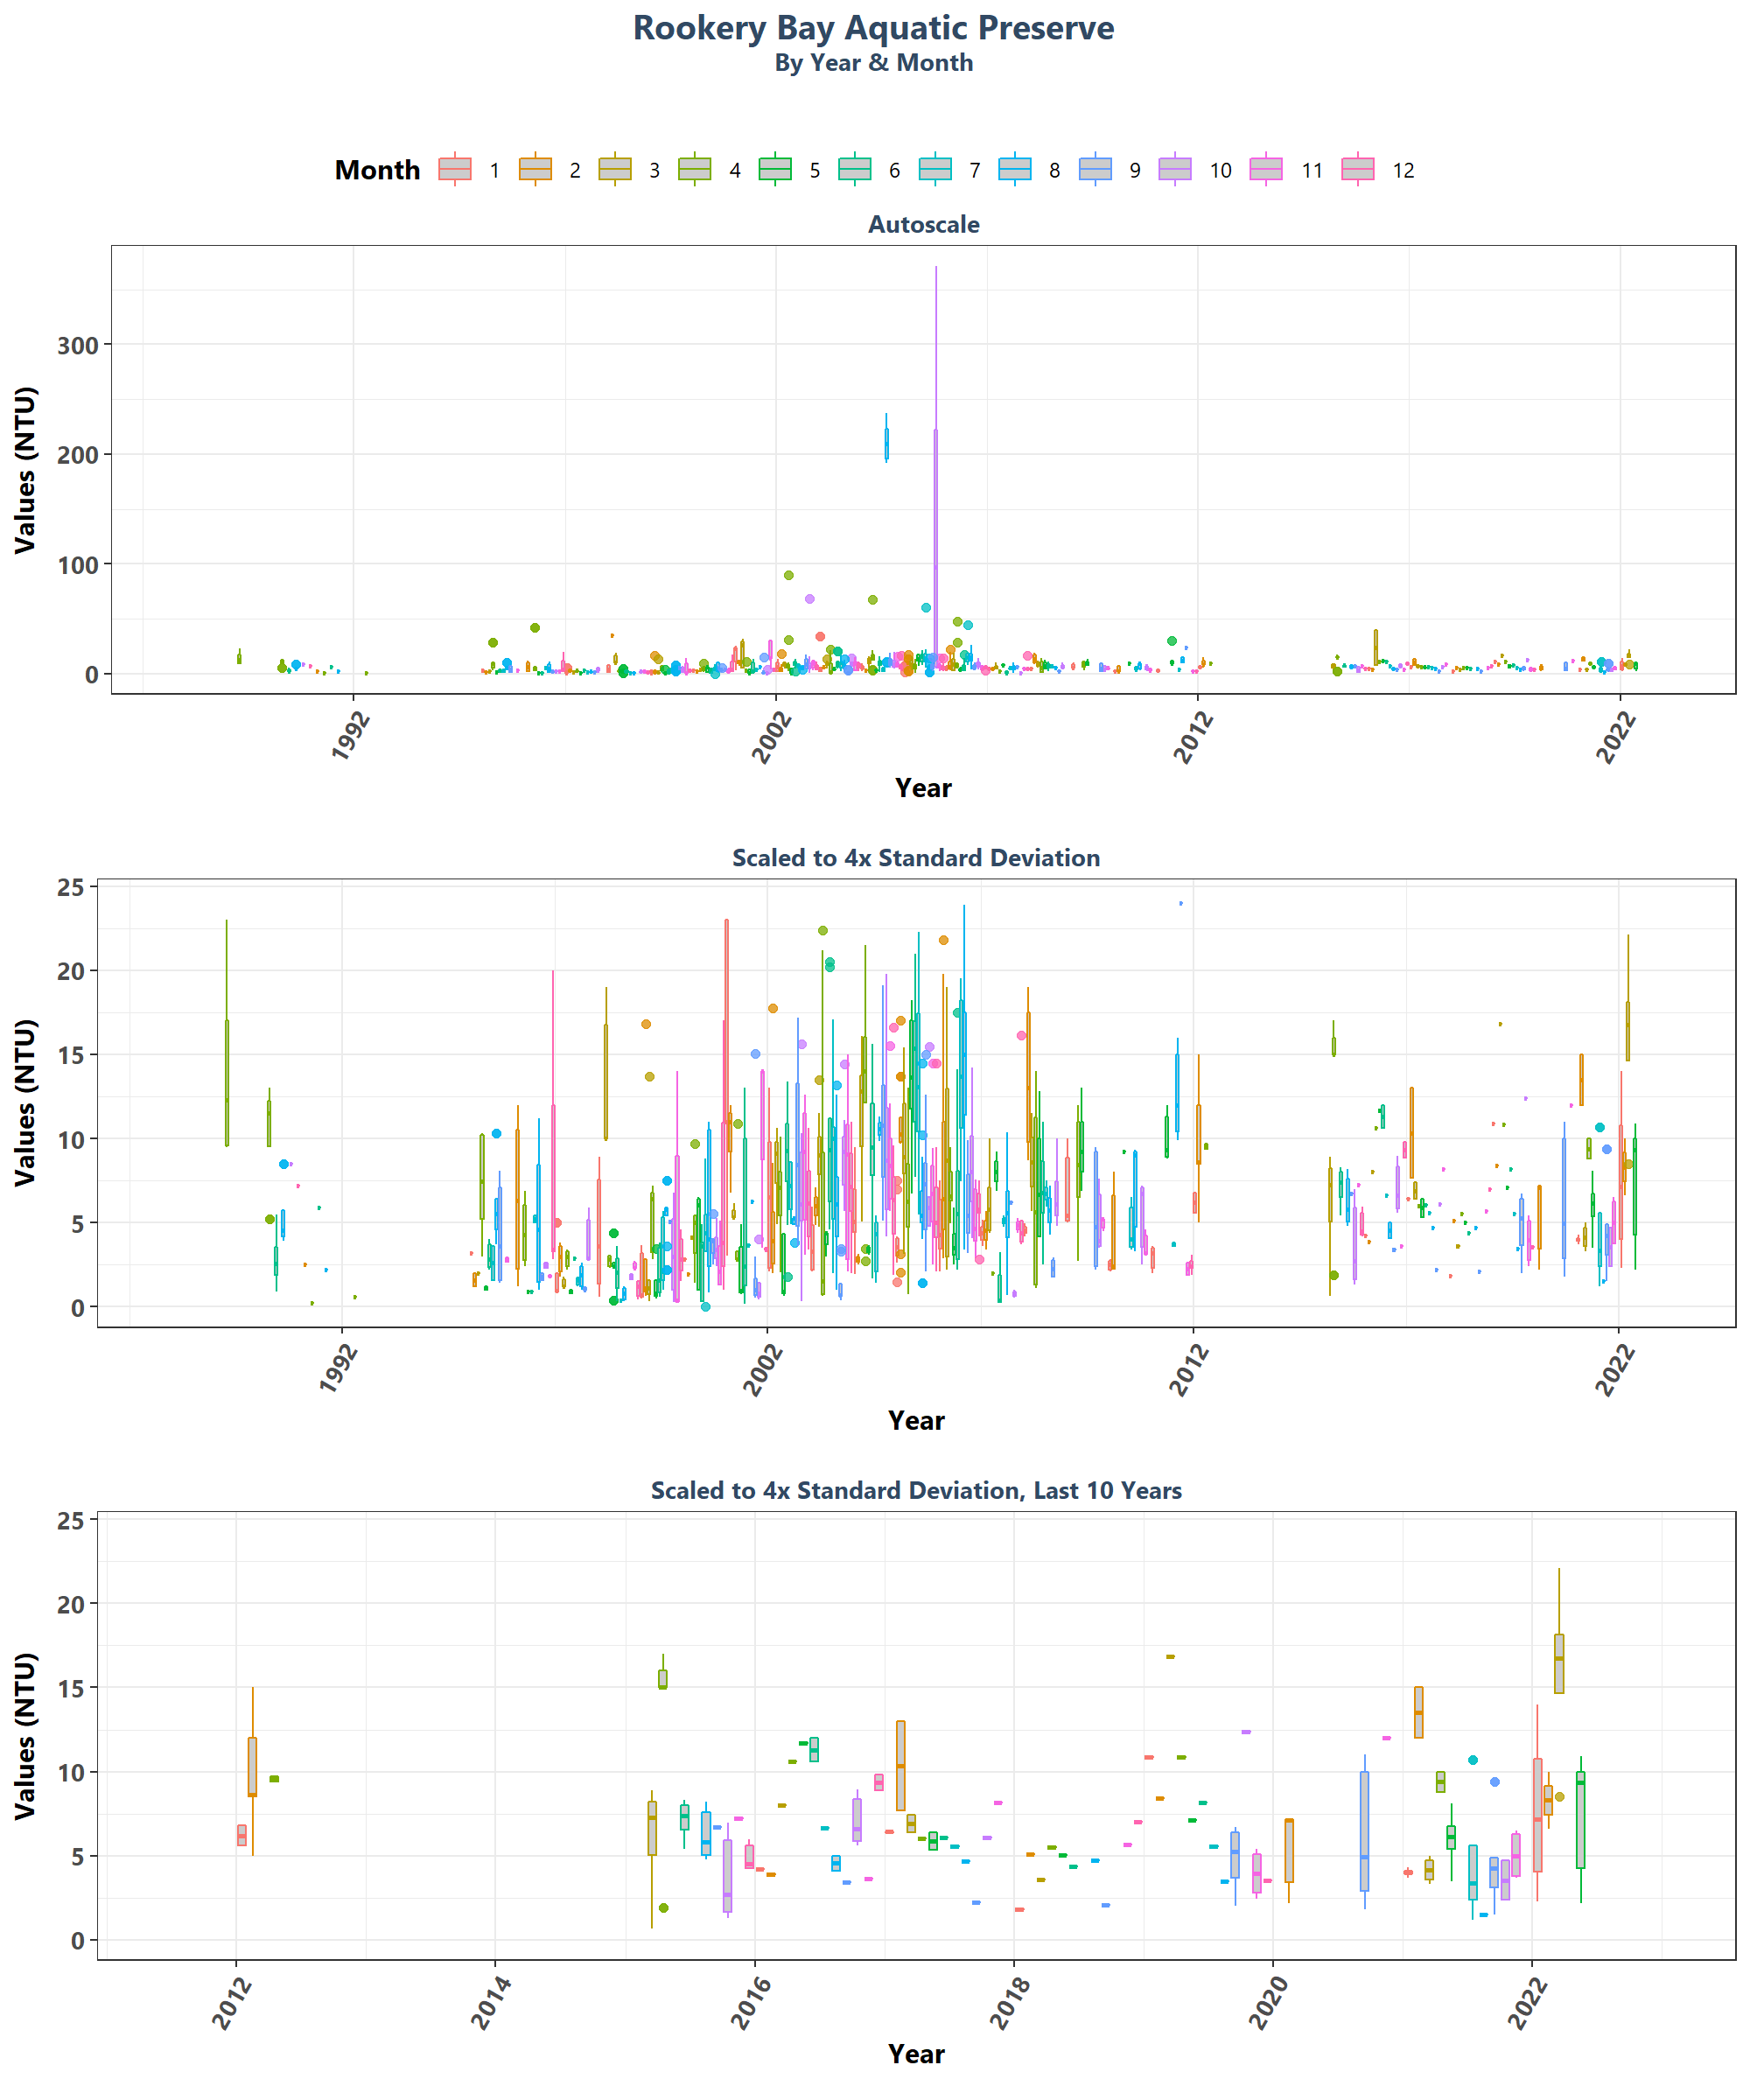 Rookery Bay Aquatic Preserve
By Year & Month
Month 1 2 3 4 5 6 7 8 9 10 11 12
Autoscale
Values (NTU)
300
200
100
0
1992 2002 2012 2022
Year
Scaled to 4x Standard Deviation
Values (NTU)
25
20
15
10
5
0
1992 2002 2012 2022
Year
Scaled to 4x Standard Deviation, Last 10 Years
Values (NTU)
25
20
15
10
5
0
2012 2014 2016 2018 2020 2022
Year